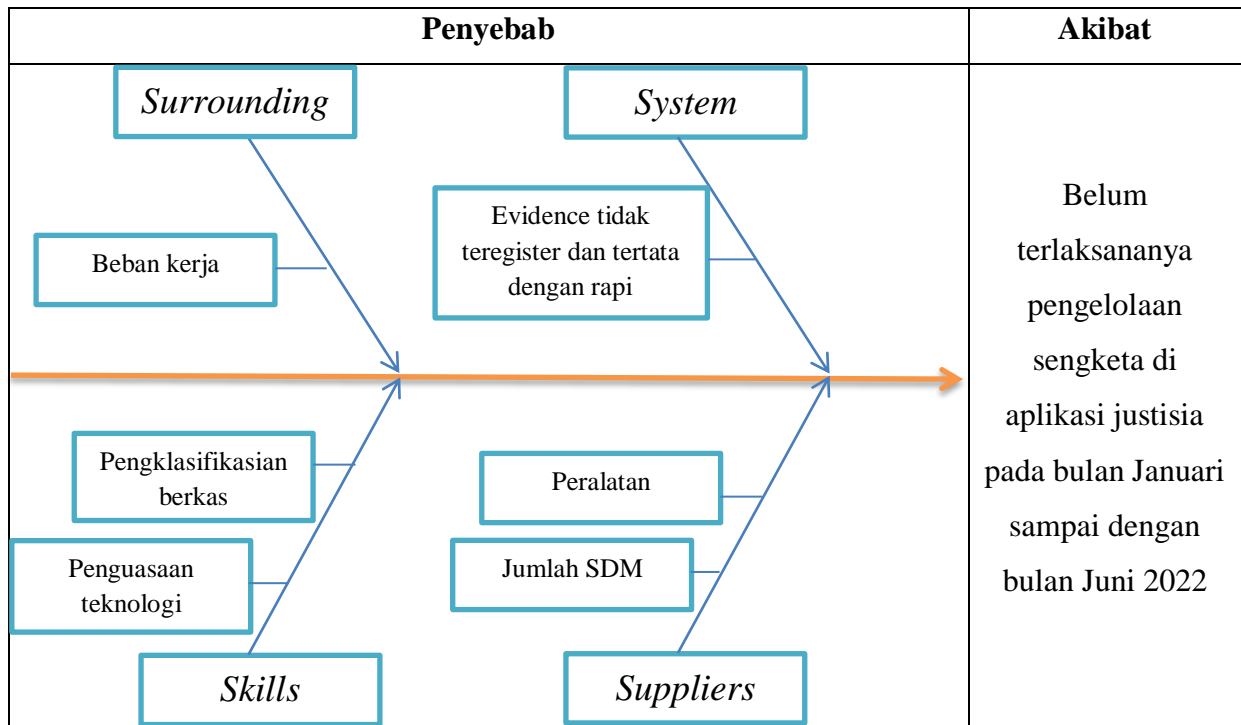 Penyebab
Akibat
Surrounding
System
Beban kerja
Evidence tidak
teregister dan tertata
dengan rapi
Pengklasifikasian
berkas
Penguasaan
teknologi
Peralatan
Jumlah SDM
Skills
Suppliers
Belum
terlaksananya
pengelolaan
sengketa di
aplikasi justisia
pada bulan Januari
sampai dengan
bulan Juni 2022